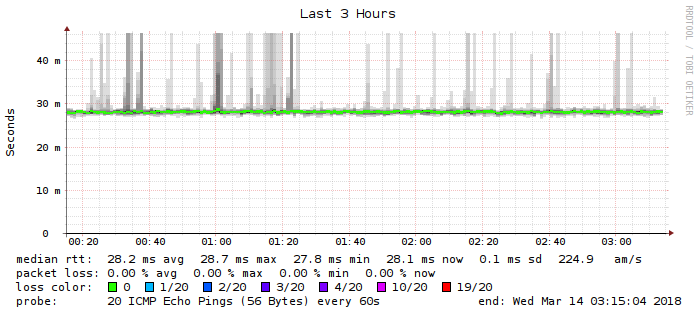 Last 3 Hours
RRDTOOL / TOBI OETIKER
Seconds
40 m
30 m
20 m
10 m
0
00:20 00:40 01:00 01:20 01:40 02:00 02:20 02:40 03:00
median rtt: 28.2 ms avg 28.7 ms max 27.8 ms min 28.1 ms now 0.1 ms sd 224.9 am/s
packet loss: 0.00 % avg 0.00 % max 0.00 % min 0.00 % now
loss color: 0 1/20 2/20 3/20 4/20 10/20 19/20
probe: 20 ICMP Echo Pings (56 Bytes) every 60s end: Wed Mar 14 03:15:04 2018